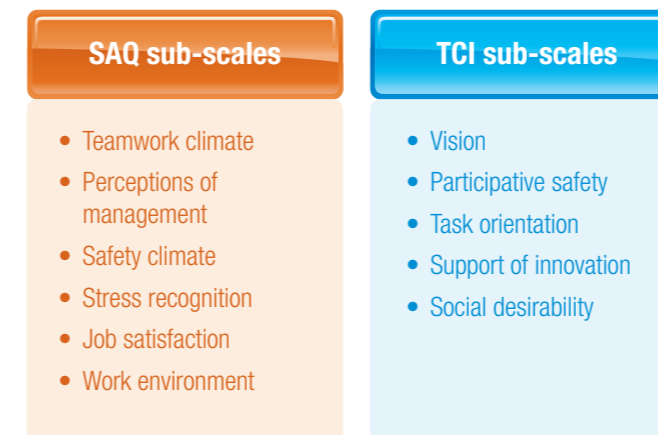 SAQ sub-scales
• Teamwork climate
• Perceptions of
management
• Safety climate
• Stress recognition
• Job satisfaction
• Work environment
TCI sub-scales
• Vision
• Participative safety
• Task orientation
• Support of innovation
• Social desirability